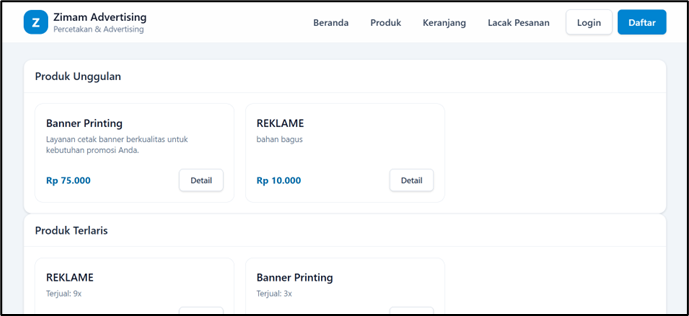 Z
Zimam Advertising
Percetakan & Advertising
Beranda
Produk
Keranjang
Lacak Pesanan
Login
Daftar
Produk Unggulan
Banner Printing
Layanan cetak banner berkualitas untuk
kebutuhan promosi Anda.
Rp 75.000
Detail
REKLAME
bahan bagus
Rp 10.000
Detail
Produk Terlaris
REKLAME
Terjual: 9x
Banner Printing
Terjual: 3x